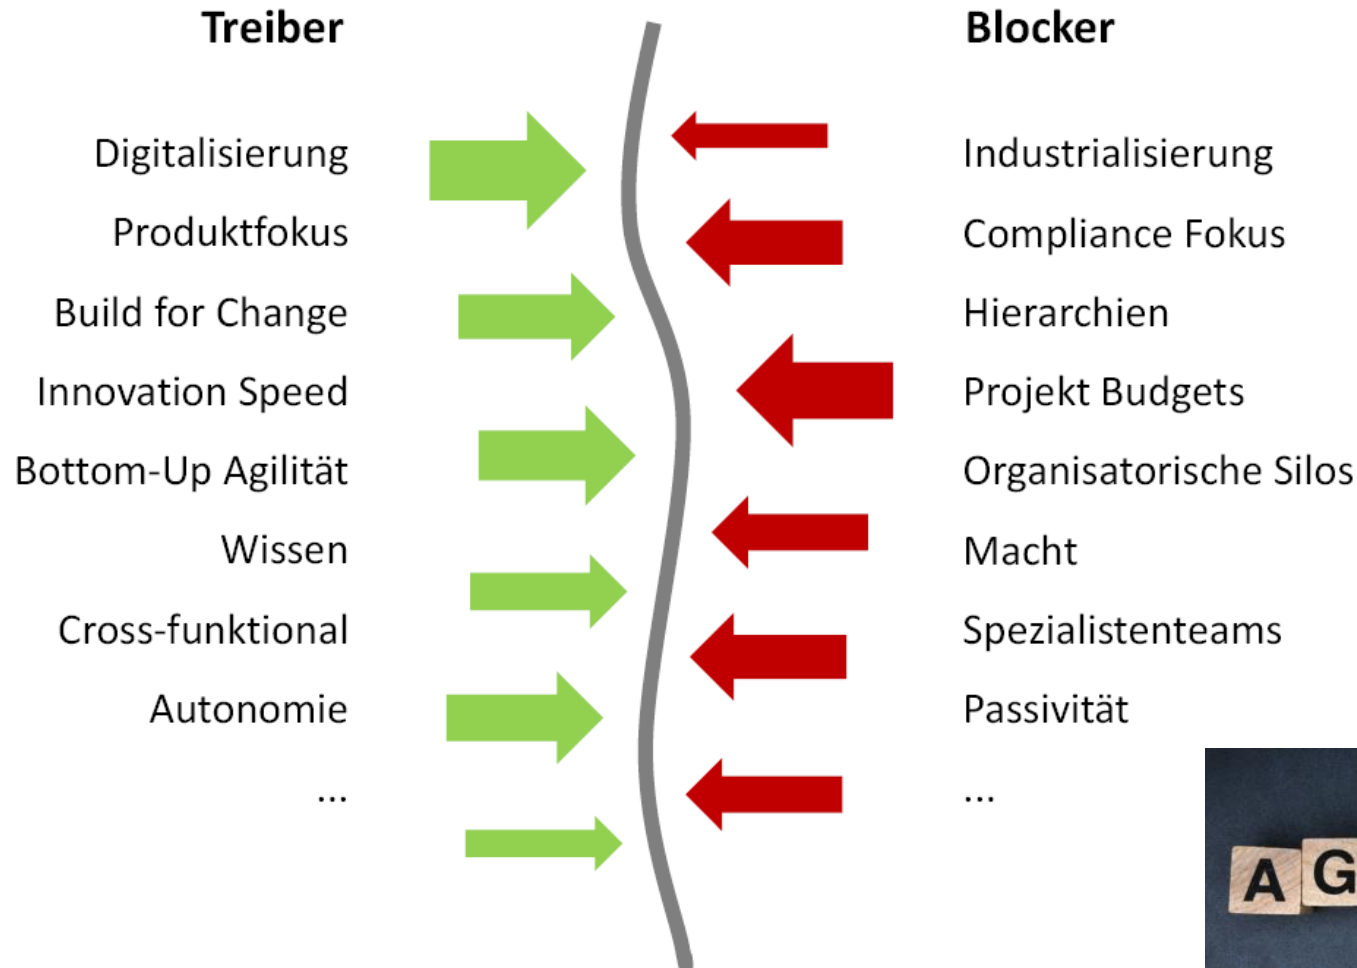 Treiber
Digitalisierung
Produktfokus
Build for Change
Innovation Speed
Bottom-Up Agilität
Wissen
Cross-funktional
Autonomie
...
Blocker
Industrialisierung
Compliance Fokus
Hierarchien
Projekt Budgets
Organisatorische Silos
Macht
Spezialistenteams
Passivität
...
A G